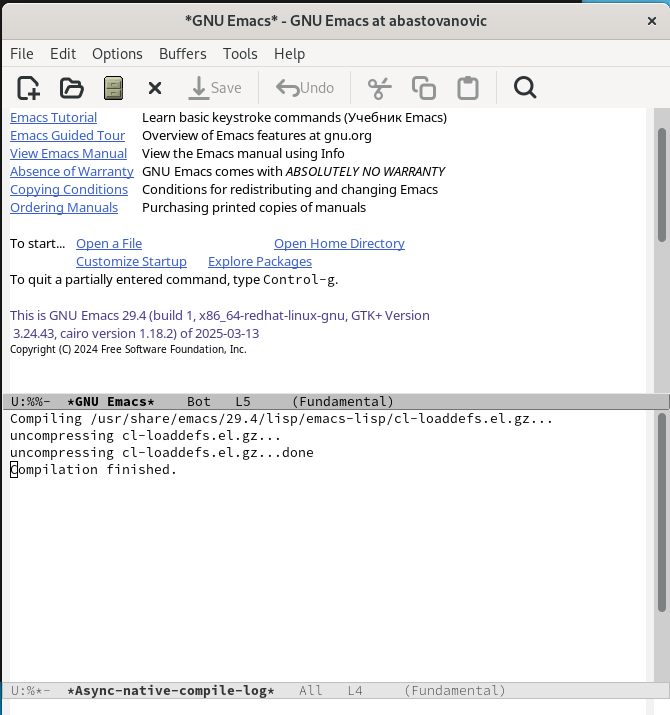 *GNU Emacs* - GNU Emacs at abastovanovic
File Edit Options Buffers Tools Help
Save Undo
Emacs Tutorial Learn basic keystroke commands (Учебник Emacs)
Emacs Guided Tour Overview of Emacs features at gnu.org
View Emacs Manual View the Emacs manual using Info
Absence of Warranty GNU Emacs comes with ABSOLUTELY NO WARRANTY
Copying Conditions Conditions for redistributing and changing Emacs
Ordering Manuals Purchasing printed copies of manuals
To start... Open a File Open Home Directory
Customize Startup Explore Packages
To quit a partially entered command, type Control-g.
This is GNU Emacs 29.4 (build 1, x86_64-redhat-linux-gnu, GTK+ Version
3.24.43, cairo version 1.18.2) of 2025-03-13
Copyright (C) 2024 Free Software Foundation, Inc.
U:%%- *GNU Emacs* Bot L5 (Fundamental)
Compiling /usr/share/emacs/29.4/lisp/emacs-lisp/cl-loaddefs.el.gz...
uncompressing cl-loaddefs.el.gz...
uncompressing cl-loaddefs.el.gz...done
Compilation finished.
U:%*- *Async-native-compile-log* All L4 (Fundamental)